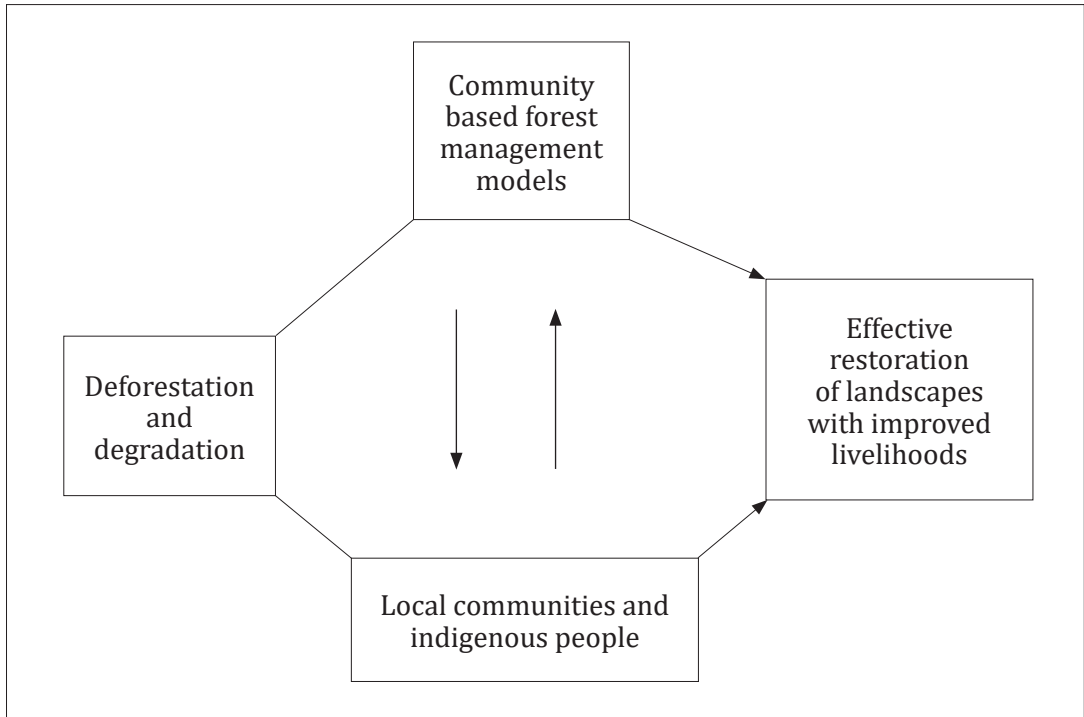 Community
based forest
management
models
Deforestation
and
degradation
Effective
restoration
of landscapes
with improved
livelihoods
Local communities and
indigenous people